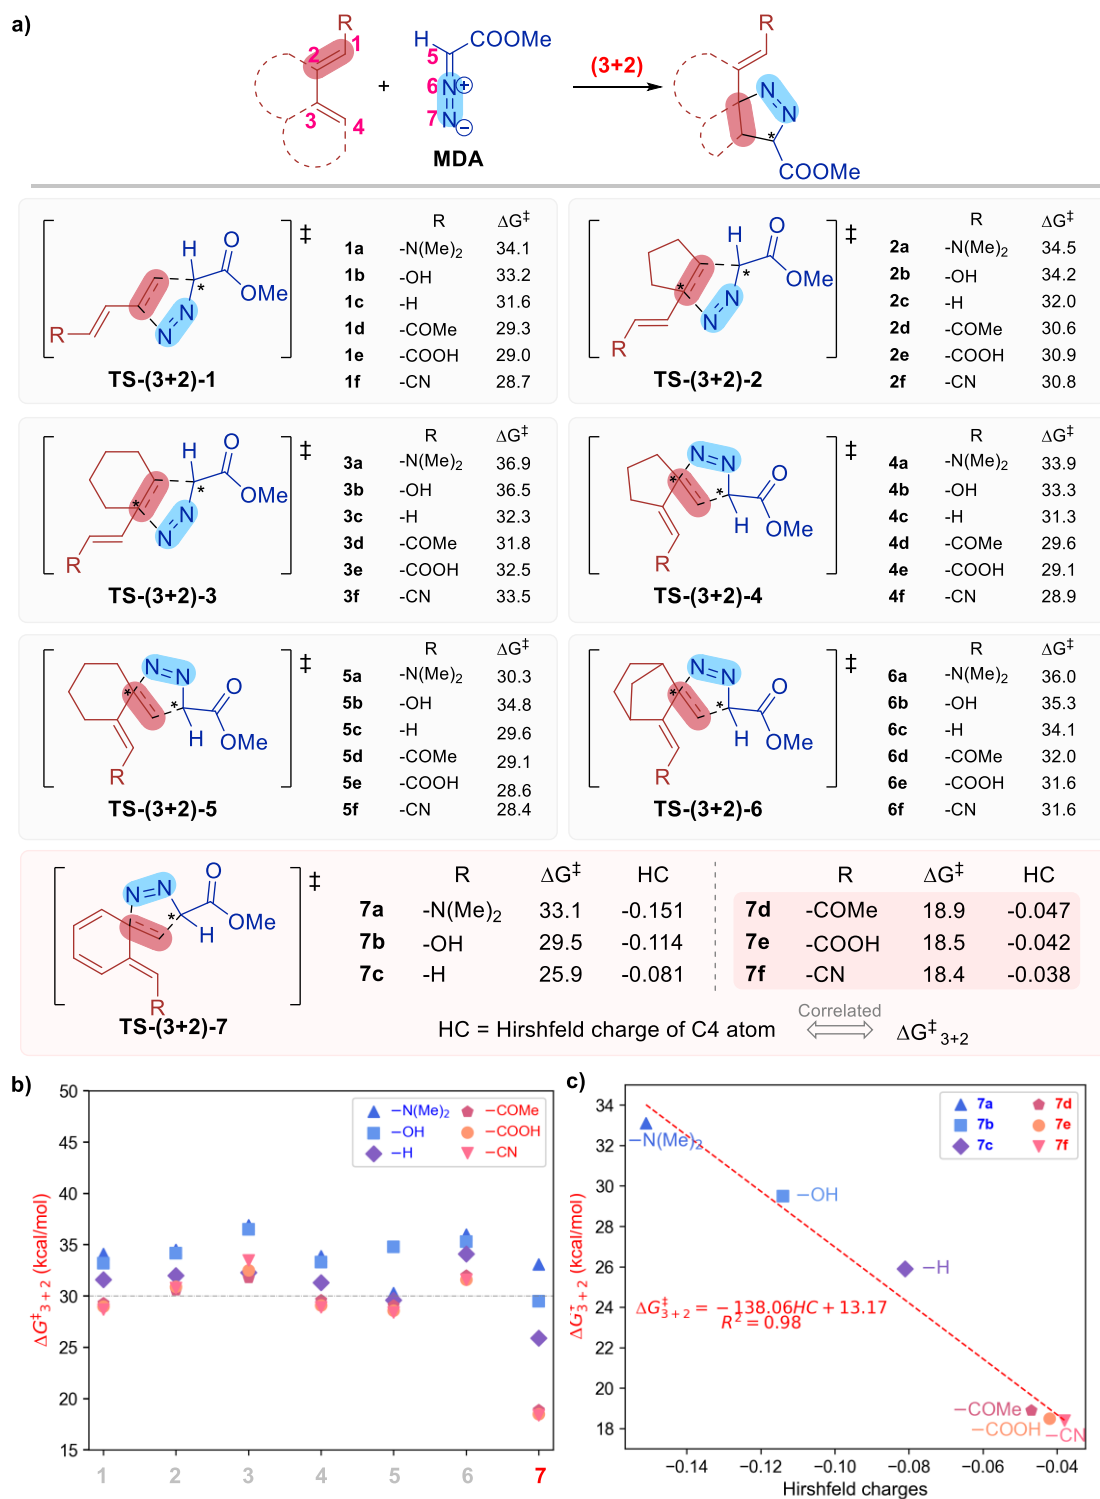 a)
R
1
2
3
4
+
H
COOMe
5
6
N
+
7
N
−
MDA
(3+2)
R
N
N
*
COOMe
H
O
OMe
*
N
N
R
‡
TS-(3+2)-1
R ΔG‡
1a -N(Me)2 34.1
1b -OH 33.2
1c -H 31.6
1d -COMe 29.3
1e -COOH 29.0
1f -CN 28.7
H
O
OMe
*
*
N
N
R
‡
TS-(3+2)-2
R ΔG‡
2a -N(Me)2 34.5
2b -OH 34.2
2c -H 32.0
2d -COMe 30.6
2e -COOH 30.9
2f -CN 30.8
H
O
OMe
*
*
N
N
R
‡
TS-(3+2)-3
R ΔG‡
3a -N(Me)2 36.9
3b -OH 36.5
3c -H 32.3
3d -COMe 31.8
3e -COOH 32.5
3f -CN 33.5
N=N
O
OMe
*
*
H
R
‡
TS-(3+2)-4
R ΔG‡
4a -N(Me)2 33.9
4b -OH 33.3
4c -H 31.3
4d -COMe 29.6
4e -COOH 29.1
4f -CN 28.9
N=N
O
OMe
*
*
H
R
‡
TS-(3+2)-5
R ΔG‡
5a -N(Me)2 30.3
5b -OH 34.8
5c -H 29.6
5d -COMe 29.1
5e -COOH 28.6
5f -CN 28.4
N=N
O
OMe
*
*
H
R
‡
TS-(3+2)-6
R ΔG‡
6a -N(Me)2 36.0
6b -OH 35.3
6c -H 34.1
6d -COMe 32.0
6e -COOH 31.6
6f -CN 31.6
N=N
O
OMe
*
H
R
‡
TS-(3+2)-7
R ΔG‡ HC
7a -N(Me)2 33.1 -0.151
7b -OH 29.5 -0.114
7c -H 25.9 -0.081
R ΔG‡ HC
7d -COMe 18.9 -0.047
7e -COOH 18.5 -0.042
7f -CN 18.4 -0.038
HC = Hirshfeld charge of C4 atom
Correlated
ΔG‡3+2
b)
50
45
40
35
30
25
20
15
ΔG‡3+2 (kcal/mol)
−N(Me)2 −COMe
−OH −COOH
−H −CN
1 2 3 4 5 6 7
c)
34
32
30
28
26
24
22
20
18
ΔG‡3+2 (kcal/mol)
7a 7d
7b 7e
7c 7f
−N(Me)2
−OH
−H
ΔG‡3+2 = −138.06HC + 13.17
R2 = 0.98
−COMe
−COOH
−CN
−0.14 −0.12 −0.10 −0.08 −0.06 −0.04
Hirshfeld charges